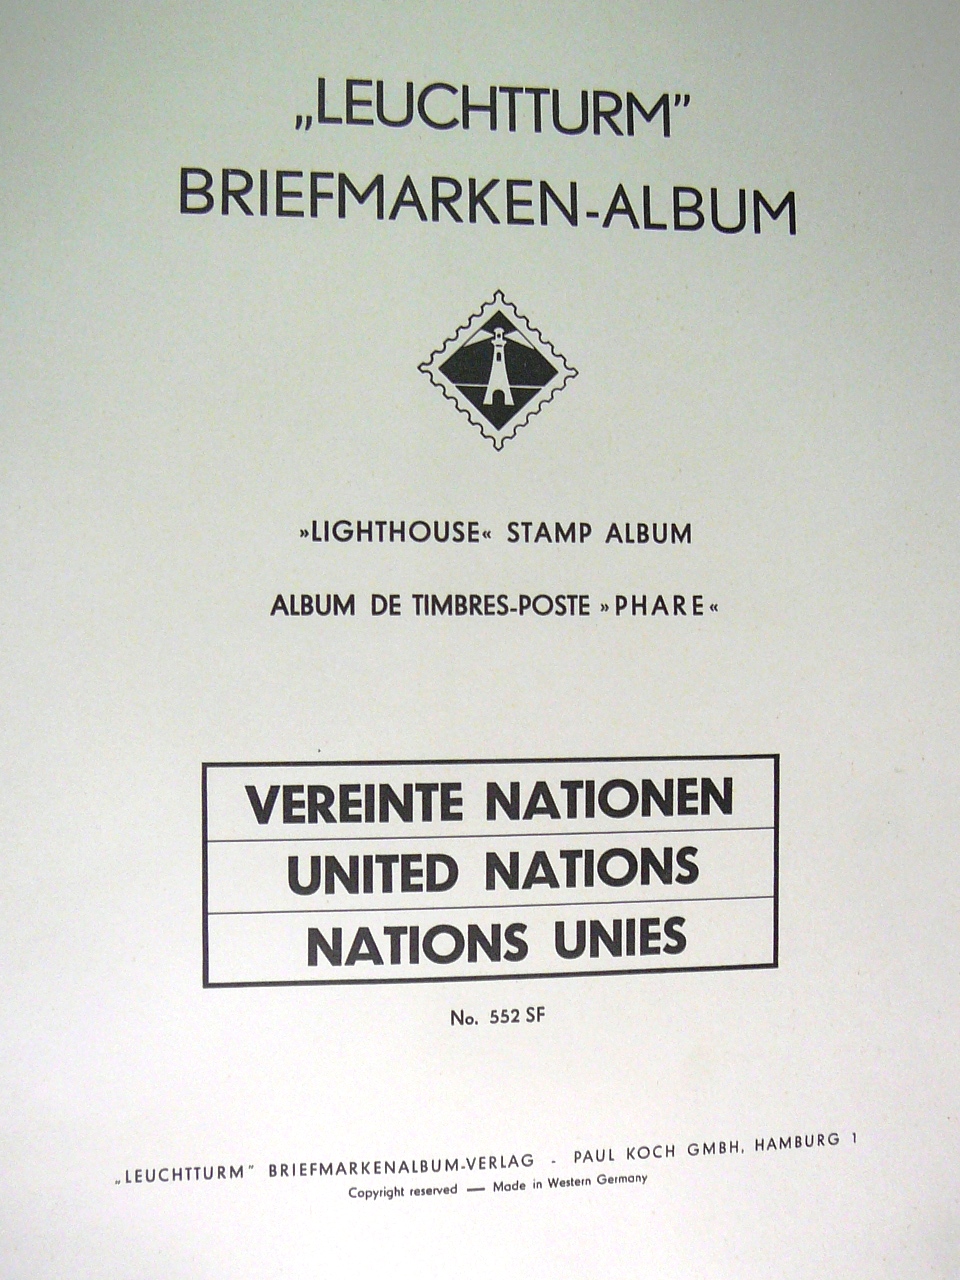 „LEUCHTTURM”
BRIEFMARKEN-ALBUM
»LIGHTHOUSE« STAMP ALBUM
ALBUM DE TIMBRES-POSTE »PHARE«
VEREINTE NATIONEN
UNITED NATIONS
NATIONS UNIES
No. 552 SF
„LEUCHTTURM” BRIEFMARKENALBUM-VERLAG - PAUL KOCH GMBH, HAMBURG 1
Copyright reserved — Made in Western Germany